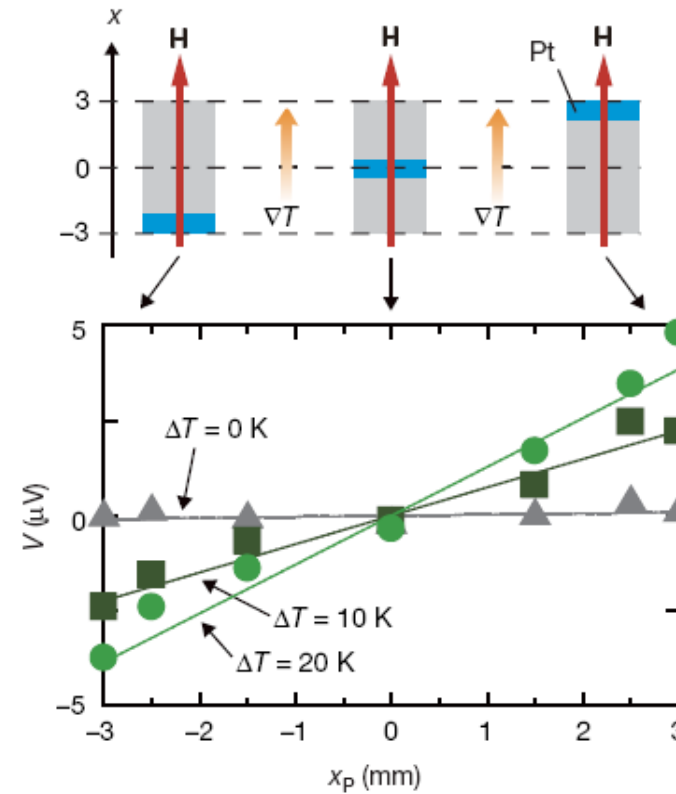 x
H H H
Pt
3
0
∇T ∇T
−3
5
ΔT = 0 K
V (μV)
0
ΔT = 10 K
ΔT = 20 K
−5
−3 −2 −1 0 1 2 3
xP (mm)